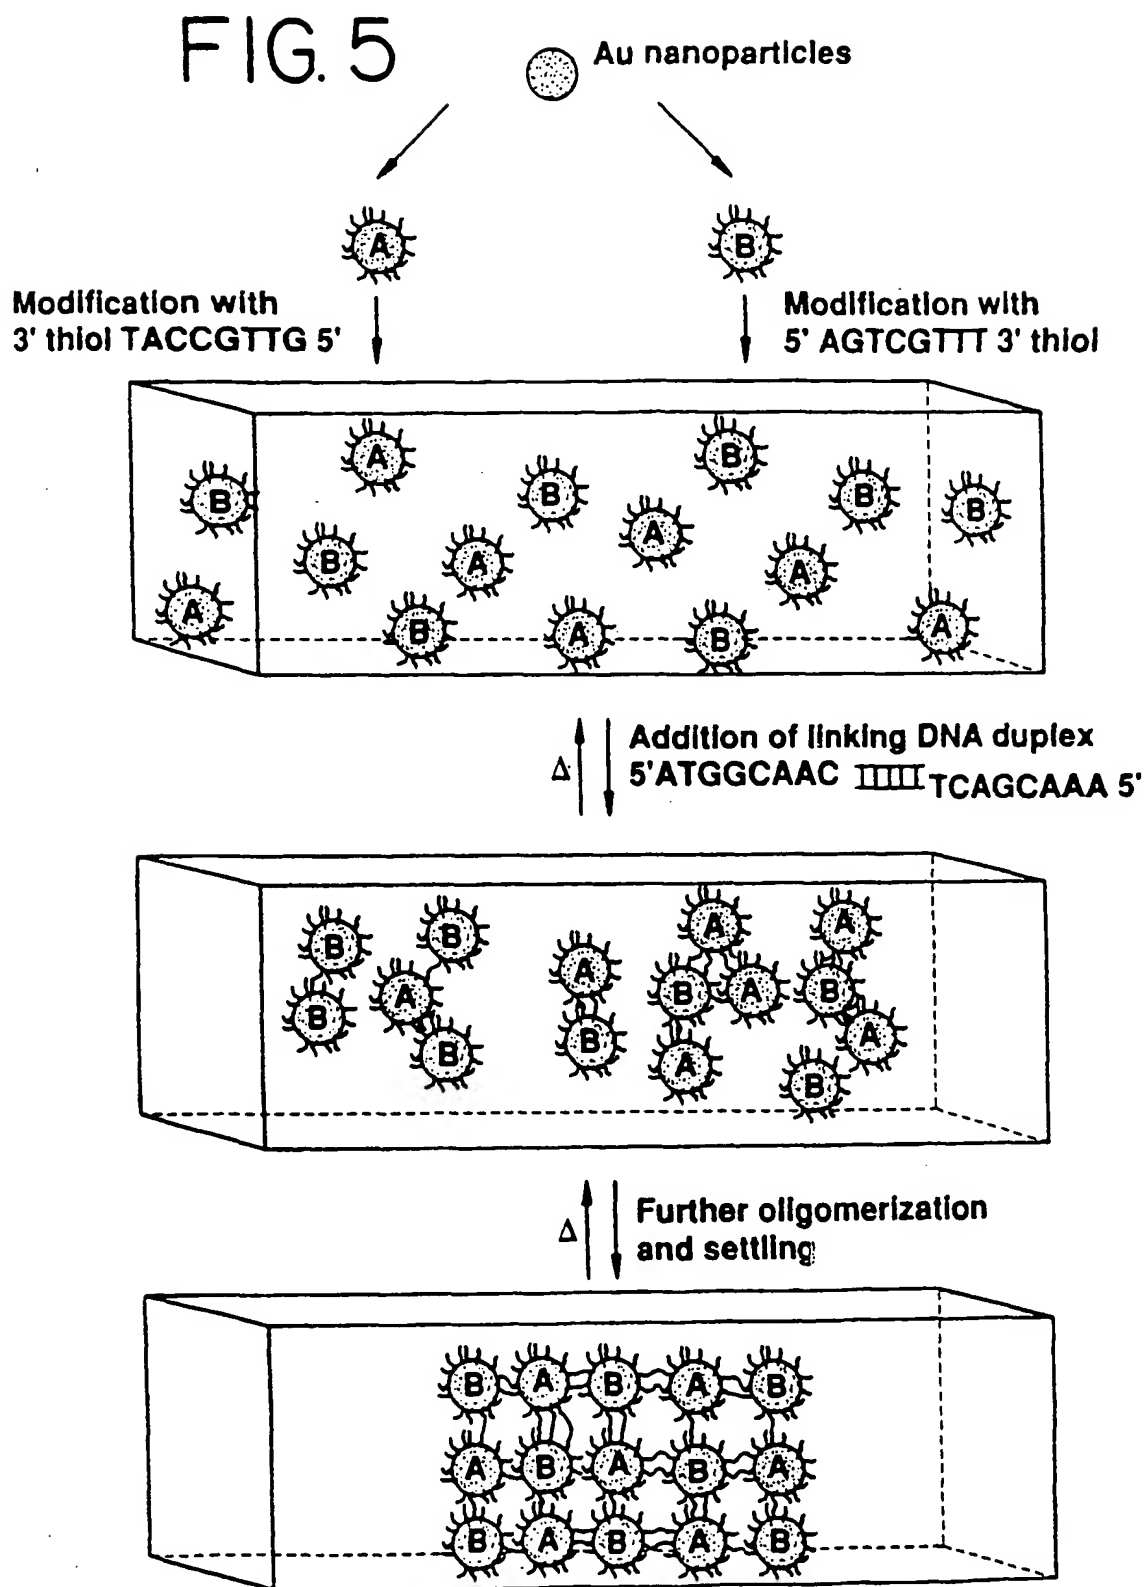 FIG. 5
Au nanoparticles
A
B
Modification with
3' thiol TACCGTTG 5'
Modification with
5' AGTCGTTT 3' thiol
A
B
B
B
A
B
B
B
A
A
A
B
A
B
A
Δ
Addition of linking DNA duplex
5'ATGGCAAC TCAGCAAA 5'
B
B
A
A
A
B
B
A
B
A
B
B
A
B
A
B
Δ
Further oligomerization
and settling
B A B A B
A B A B A
B A B A B